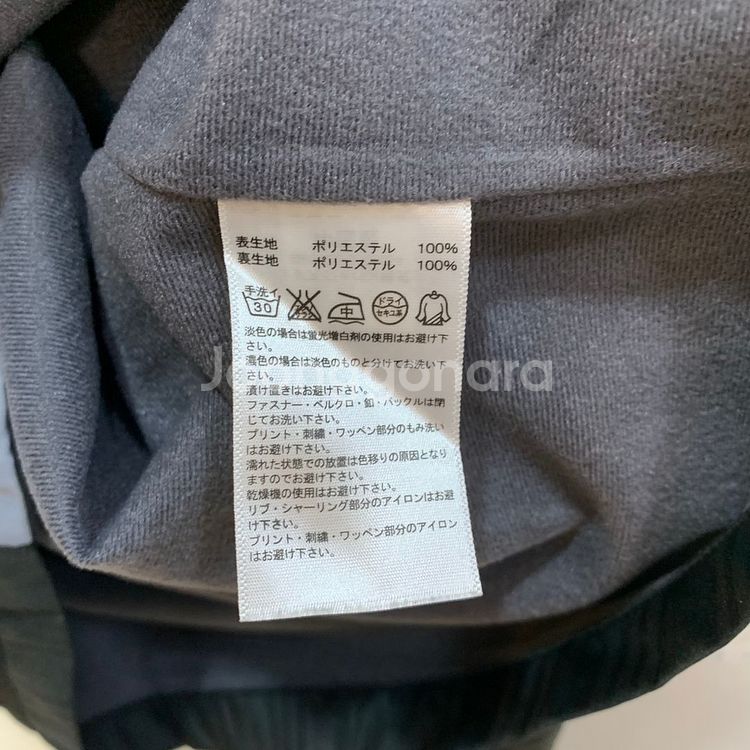 表生地 ポリエステル 100%
裏生地 ポリエステル 100%
手洗イ 30 エンソ サラシ 中 ドライ セキユ系
淡色の場合は蛍光増白剤の使用はお避け下
さい。
濃色の場合は淡色のものと分けてお洗い下
さい。
漬け置きはお避け下さい。
ファスナー・ベルクロ・釦・バックルは閉
じてお洗い下さい。
プリント・刺繍・ワッペン部分のもみ洗い
はお避け下さい。
濡れた状態での放置は色移りの原因となり
ますのでお避け下さい。
乾燥機の使用はお避け下さい。
リブ・シャーリング部分のアイロンはお避
け下さい。
プリント・刺繍・ワッペン部分のアイロン
はお避け下さい。